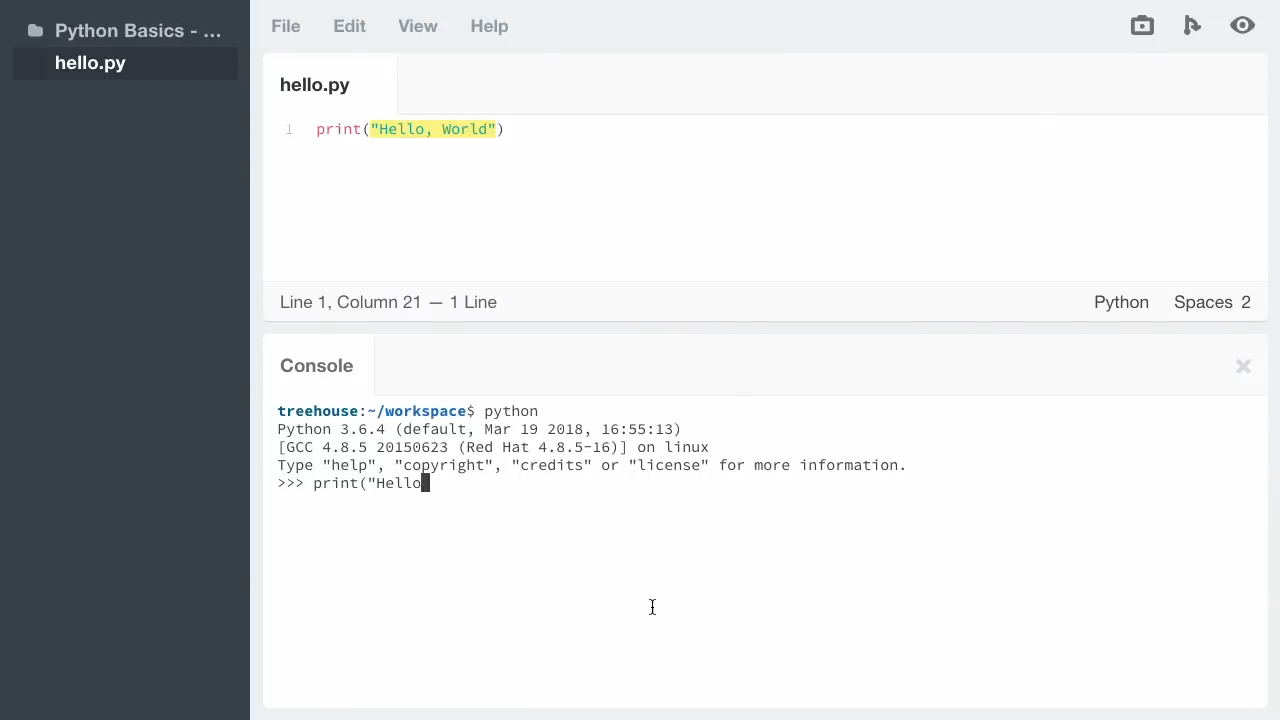 Python Basics - ...
hello.py
File Edit View Help
hello.py
1 print("Hello, World")
Line 1, Column 21 — 1 Line Python Spaces 2
Console
treehouse:~/workspace$ python
Python 3.6.4 (default, Mar 19 2018, 16:55:13)
[GCC 4.8.5 20150623 (Red Hat 4.8.5-16)] on linux
Type "help", "copyright", "credits" or "license" for more information.
>>> print("Hello